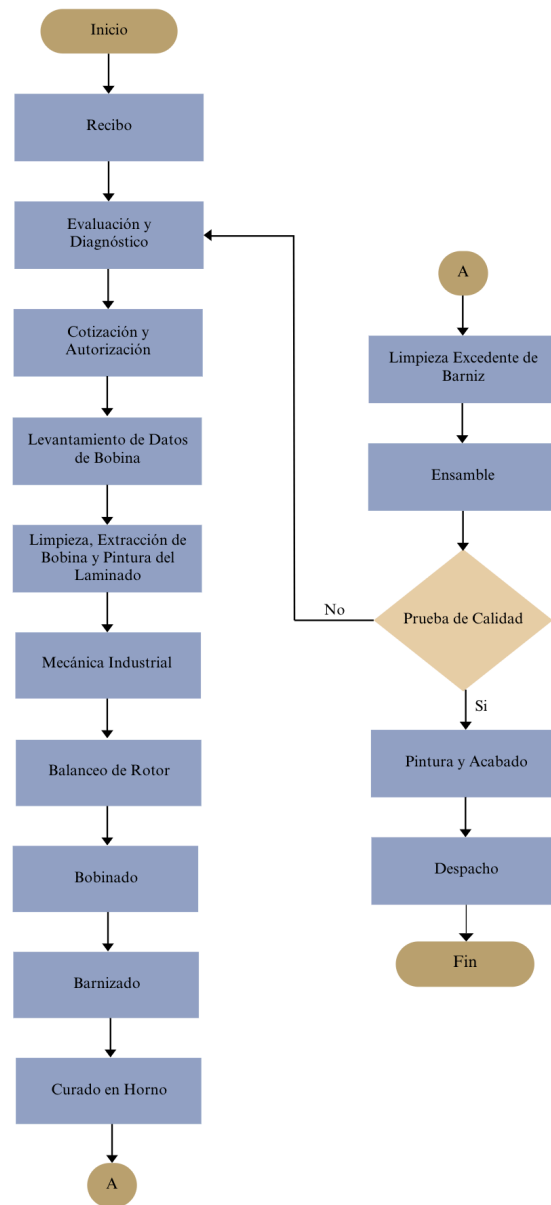 Inicio
Recibo
Evaluación y
Diagnóstico
Cotización y
Autorización
Levantamiento de Datos
de Bobina
Limpieza, Extracción de
Bobina y Pintura del
Laminado
Mecánica Industrial
Balanceo de Rotor
Bobinado
Barnizado
Curado en Horno
A
A
Limpieza Excedente de
Barniz
Ensamble
Prueba de Calidad
No
Si
Pintura y Acabado
Despacho
Fin